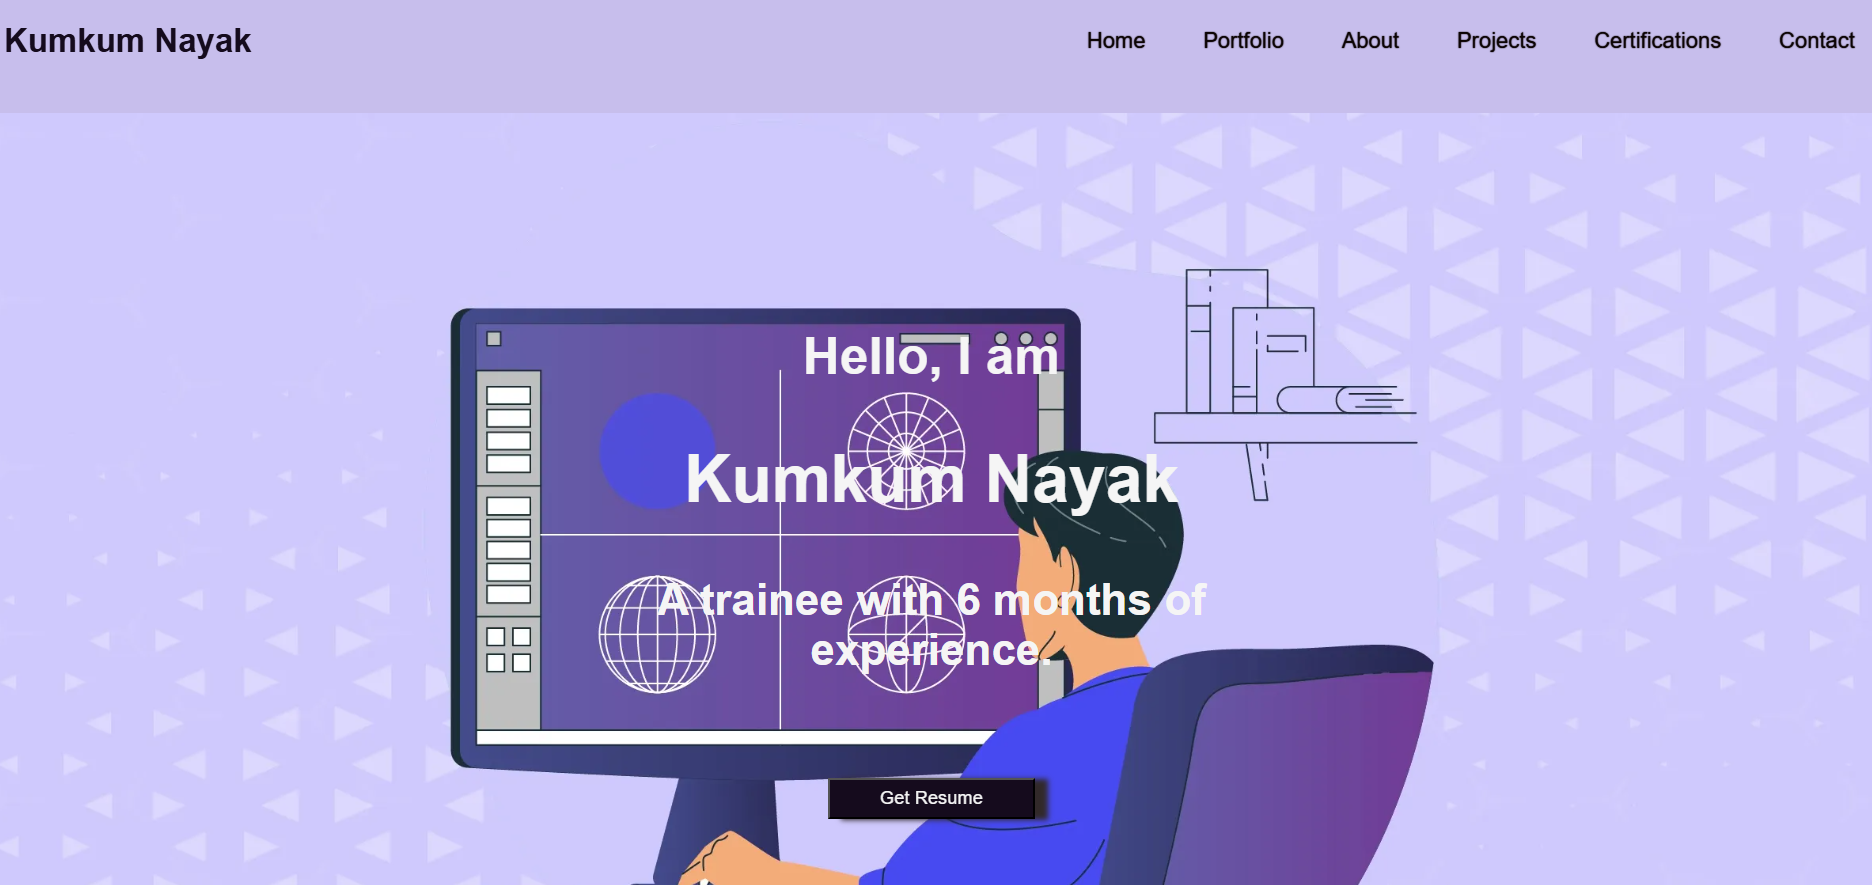 Kumkum Nayak
Home Portfolio About Projects Certifications Contact
Hello, I am
Kumkum Nayak
A trainee with 6 months of
experience.
Get Resume